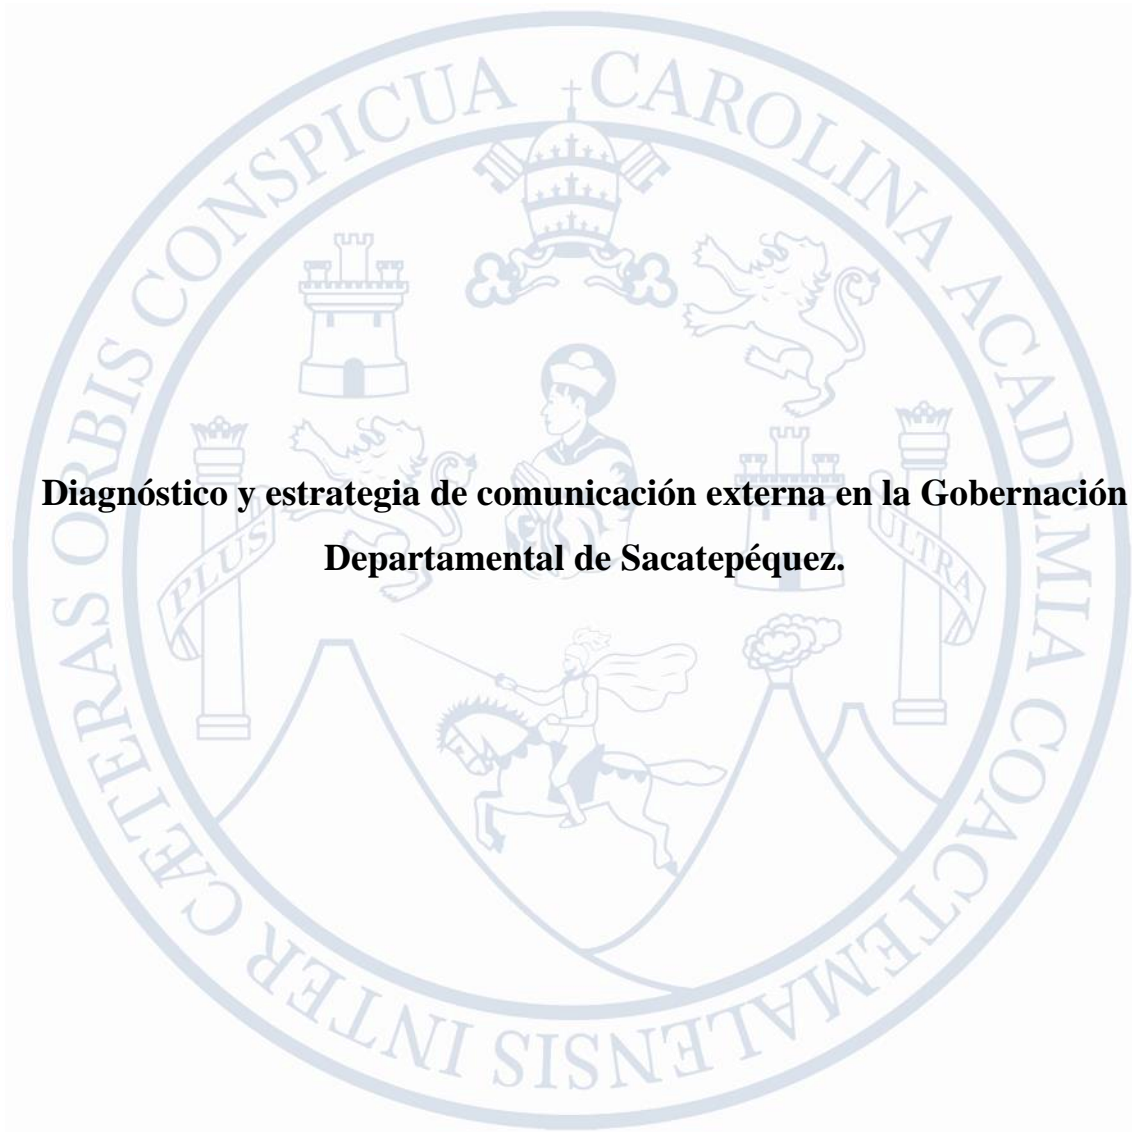 CAROLINA ACADEMIA COACTEMALENSIS INTER CÆTERAS ORBIS CONSPICUA
Diagnóstico y estrategia de comunicación externa en la Gobernación
Departamental de Sacatepéquez.
PLUS
ULTRA